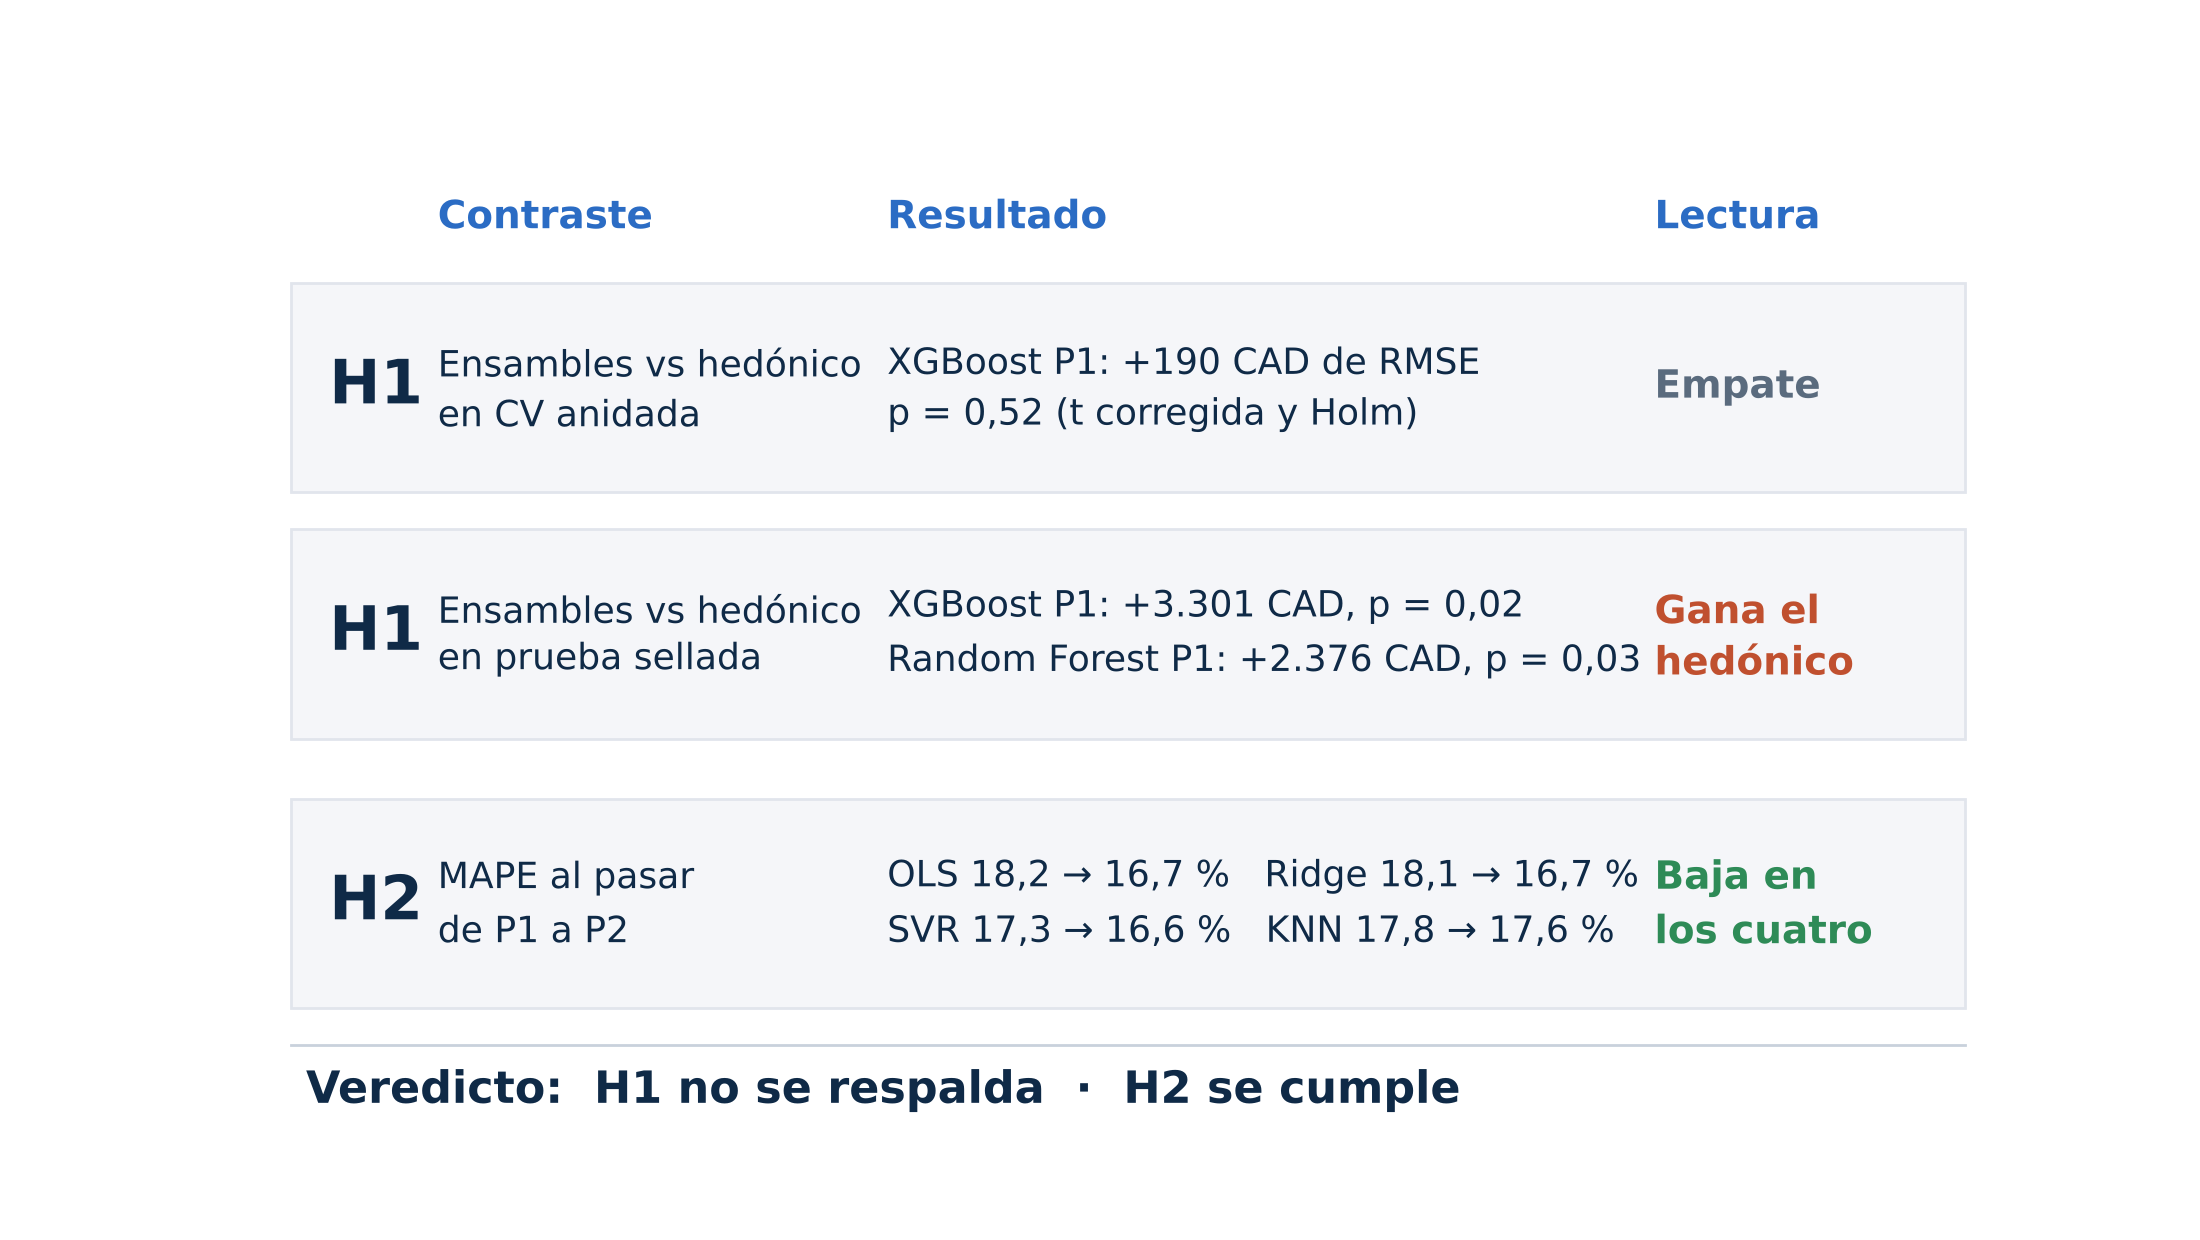 Contraste Resultado Lectura
H1 Ensambles vs hedónico
en CV anidada
XGBoost P1: +190 CAD de RMSE
p = 0,52 (t corregida y Holm)
Empate
H1 Ensambles vs hedónico
en prueba sellada
XGBoost P1: +3.301 CAD, p = 0,02
Random Forest P1: +2.376 CAD, p = 0,03
Gana el
hedónico
H2 MAPE al pasar
de P1 a P2
OLS 18,2 → 16,7 % Ridge 18,1 → 16,7 %
SVR 17,3 → 16,6 % KNN 17,8 → 17,6 %
Baja en
los cuatro
Veredicto: H1 no se respalda · H2 se cumple